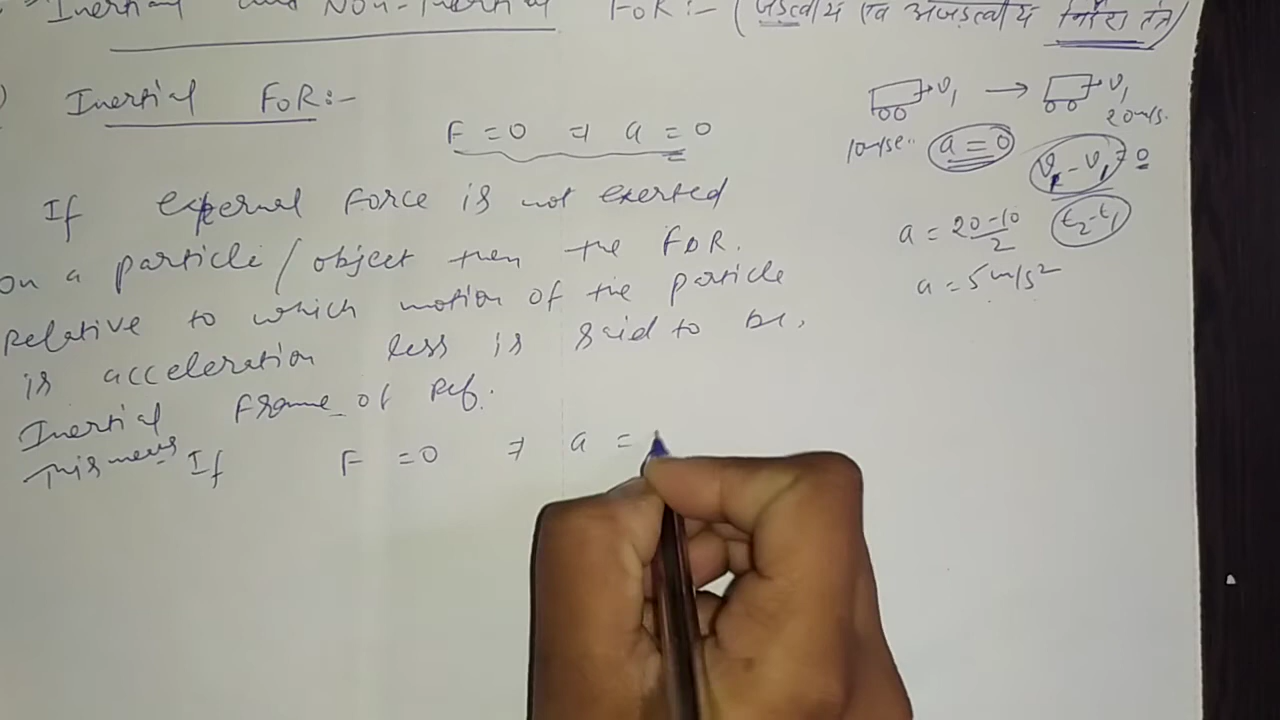 Inertial and Non-Inertial FoR:- (जड़त्वीय एवं अजड़त्वीय निर्देश तंत्र)
Inertial FoR:-
F = 0 ⇒ a = 0
If external force is not exerted
on a particle/object then the FOR.
Relative to which motion of the particle
is acceleration less is said to be.
Inertial Frame of Ref.
This means If F = 0 ⇒ a =
v₁ → v₁
10m/se.. 20m/s.
a = 0
- v₁ 0
a = 20-10/2 t₂-t₁
a = 5m/s²